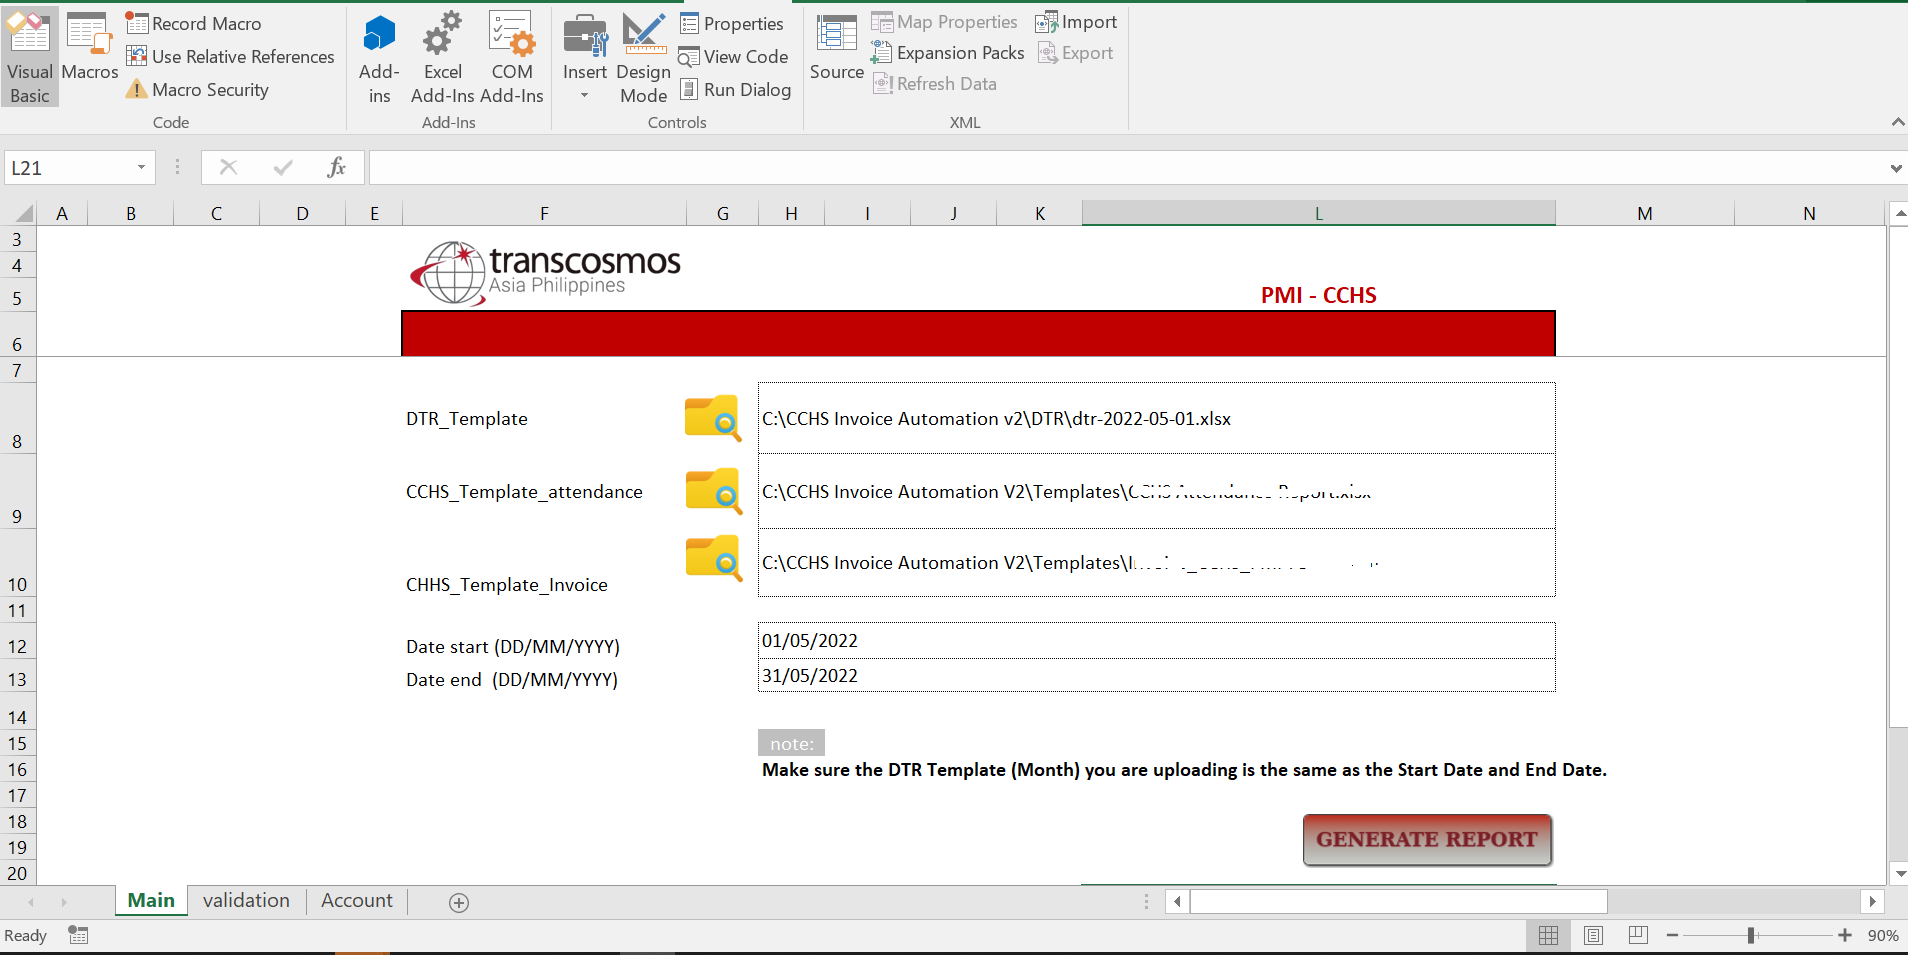 Record Macro
Use Relative References
Macro Security
Visual Basic
Macros
Code
Add-ins
Excel Add-Ins
COM Add-Ins
Add-Ins
Insert
Design Mode
Properties
View Code
Run Dialog
Controls
Source
Map Properties
Expansion Packs
Refresh Data
Import
Export
XML
L21
fx
A B C D E F G H I J K L M N
3
4
5
6
7
8
9
10
11
12
13
14
15
16
17
18
19
20
transcosmos
Asia Philippines
PMI - CCHS
DTR_Template
C:\CCHS Invoice Automation v2\DTR\dtr-2022-05-01.xlsx
CCHS_Template_attendance
C:\CCHS Invoice Automation V2\Templates\CCHS Attendance Report.xlsx
CHHS_Template_Invoice
C:\CCHS Invoice Automation V2\Templates\
Date start (DD/MM/YYYY)
01/05/2022
Date end (DD/MM/YYYY)
31/05/2022
note:
Make sure the DTR Template (Month) you are uploading is the same as the Start Date and End Date.
GENERATE REPORT
Main
validation
Account
Ready
90%